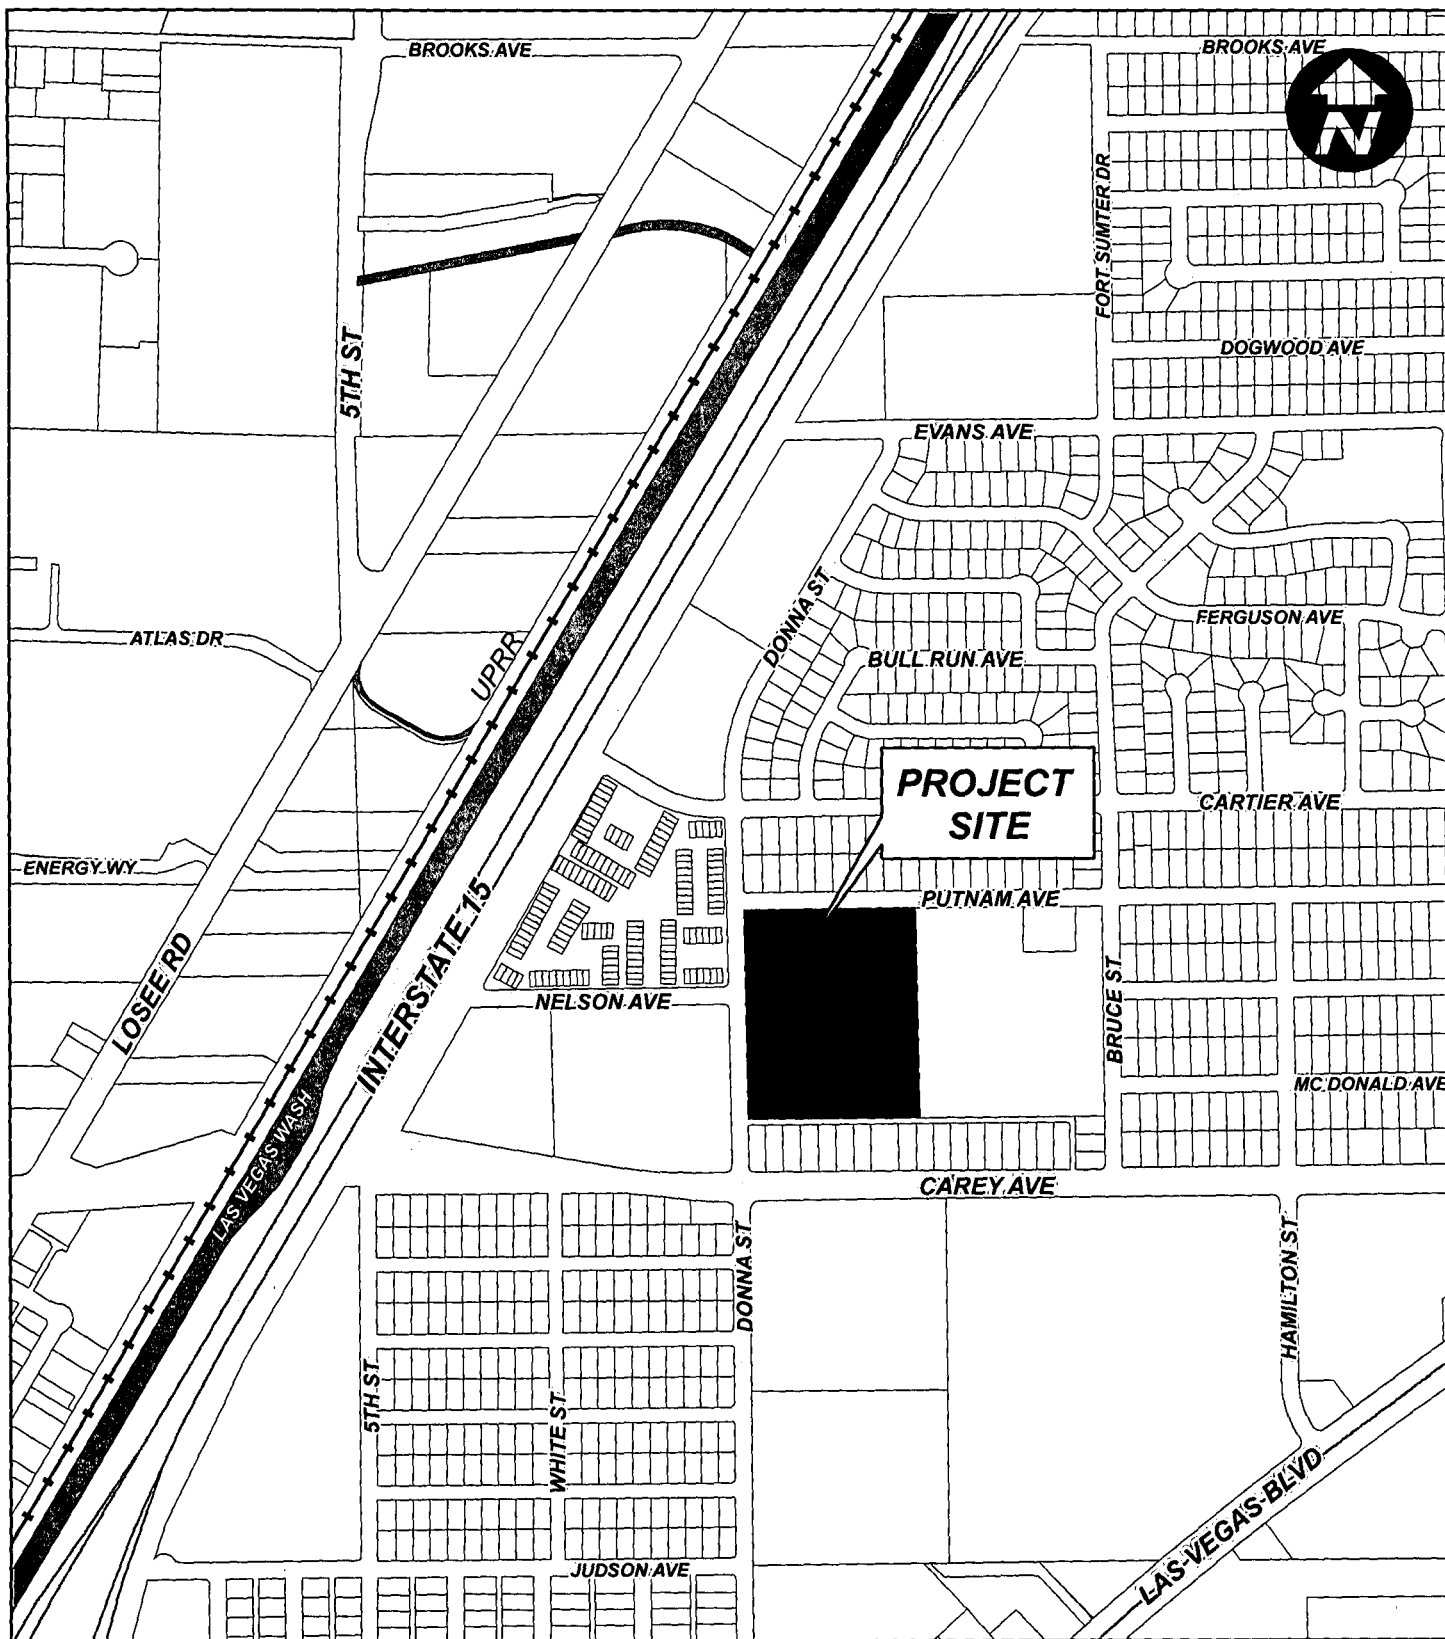 BROOKS AVE
BROOKS AVE
N
FORT SUMTER DR
DOGWOOD AVE
5TH ST
EVANS AVE
DONNA ST
FERGUSON AVE
ATLAS DR
BULL RUN AVE
UPRR
PROJECT
SITE
CARTIER AVE
ENERGY WY
PUTNAM AVE
INTERSTATE 15
LOSEE RD
NELSON AVE
BRUCE ST
MC DONALD AVE
LAS VEGAS WASH
CAREY AVE
DONNA ST
HAMILTON ST
5TH ST
WHITE ST
LAS VEGAS BLVD
JUDSON AVE